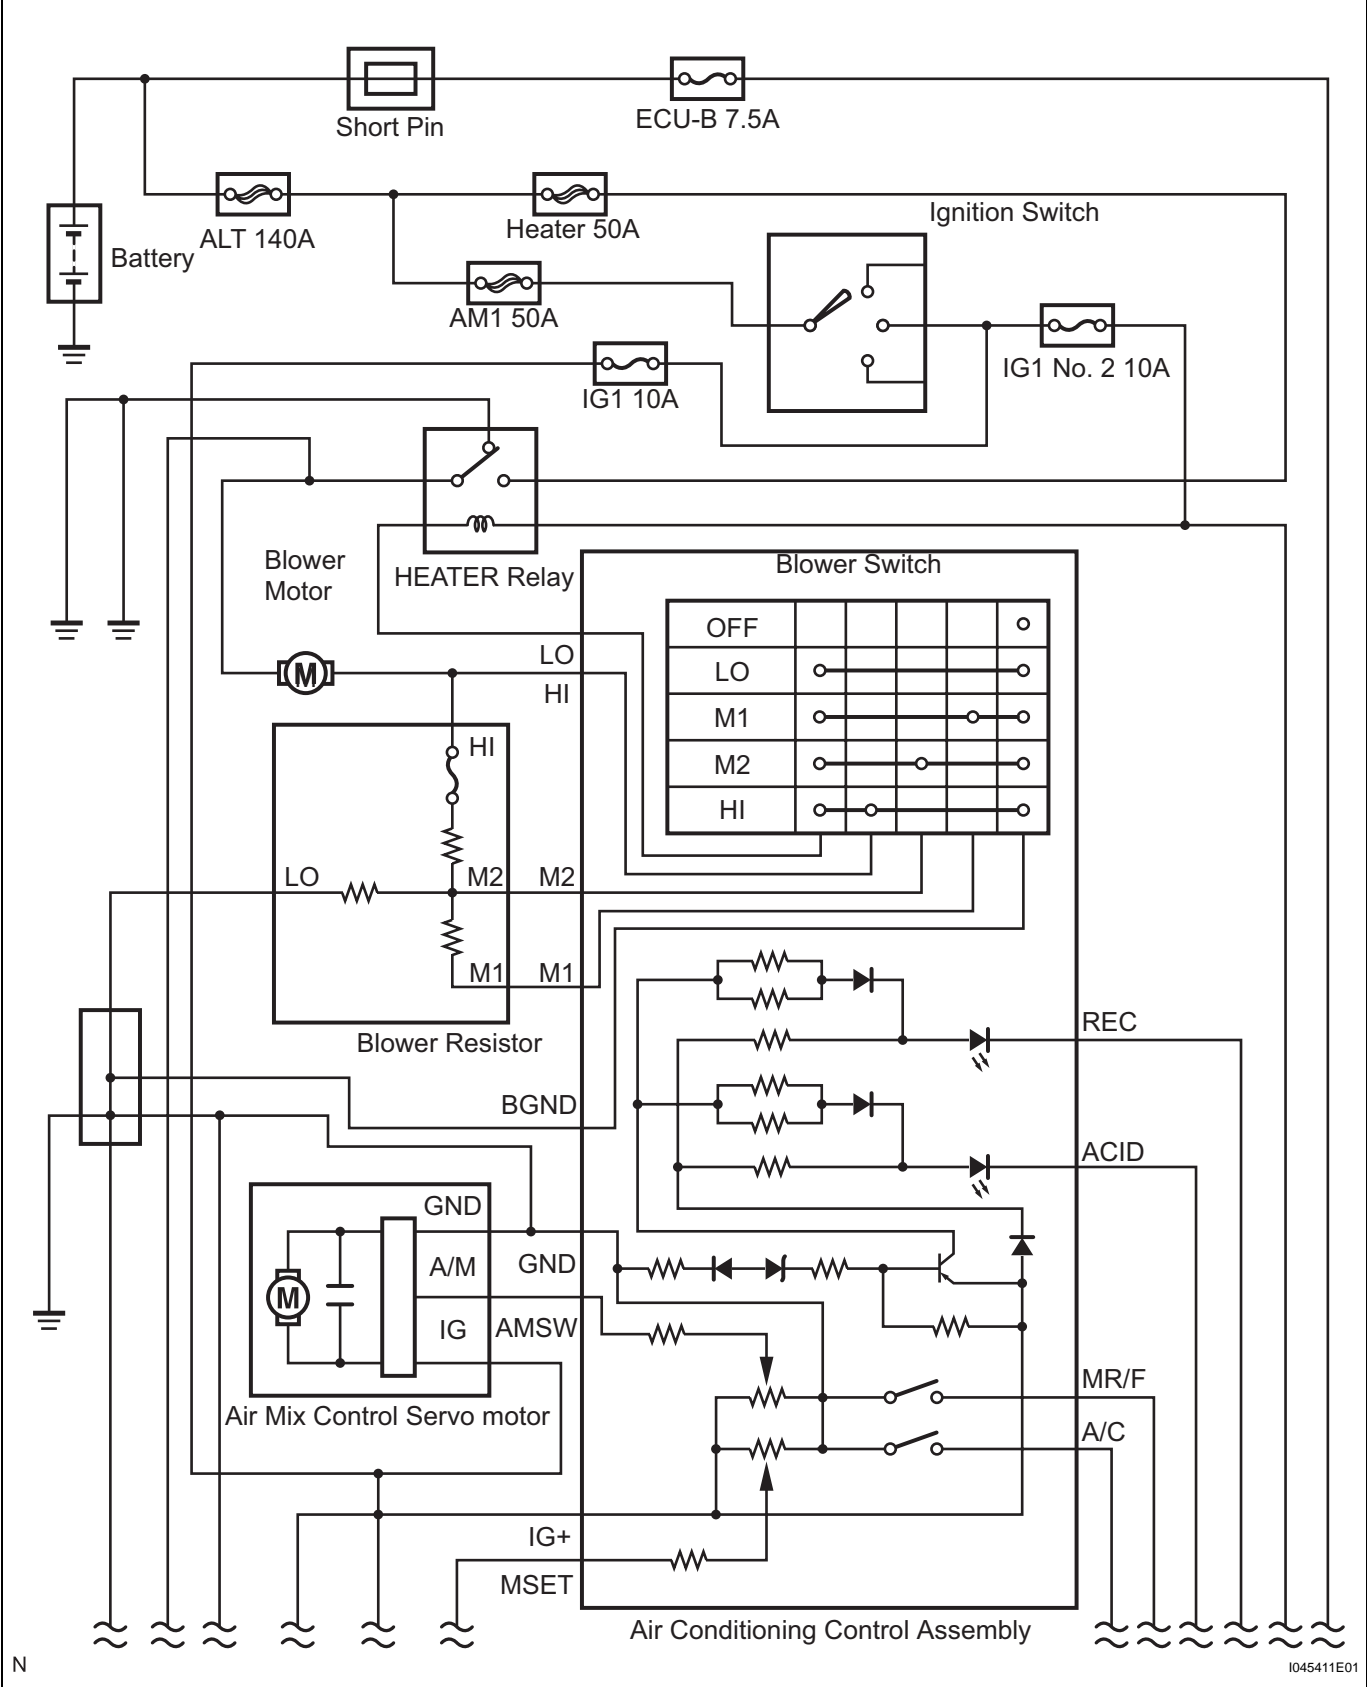 Short Pin
ECU-B 7.5A
ALT 140A
Heater 50A
Ignition Switch
Battery
AM1 50A
IG1 No. 2 10A
IG1 10A
Blower
Motor
HEATER Relay
Blower Switch
OFF
LO
M1
M2
HI
LO
HI
M
HI
LO
M2
M2
M1
M1
Blower Resistor
REC
BGND
ACID
GND
GND
A/M
M
IG
AMSW
MR/F
A/C
Air Mix Control Servo motor
IG+
MSET
Air Conditioning Control Assembly
N
I045411E01